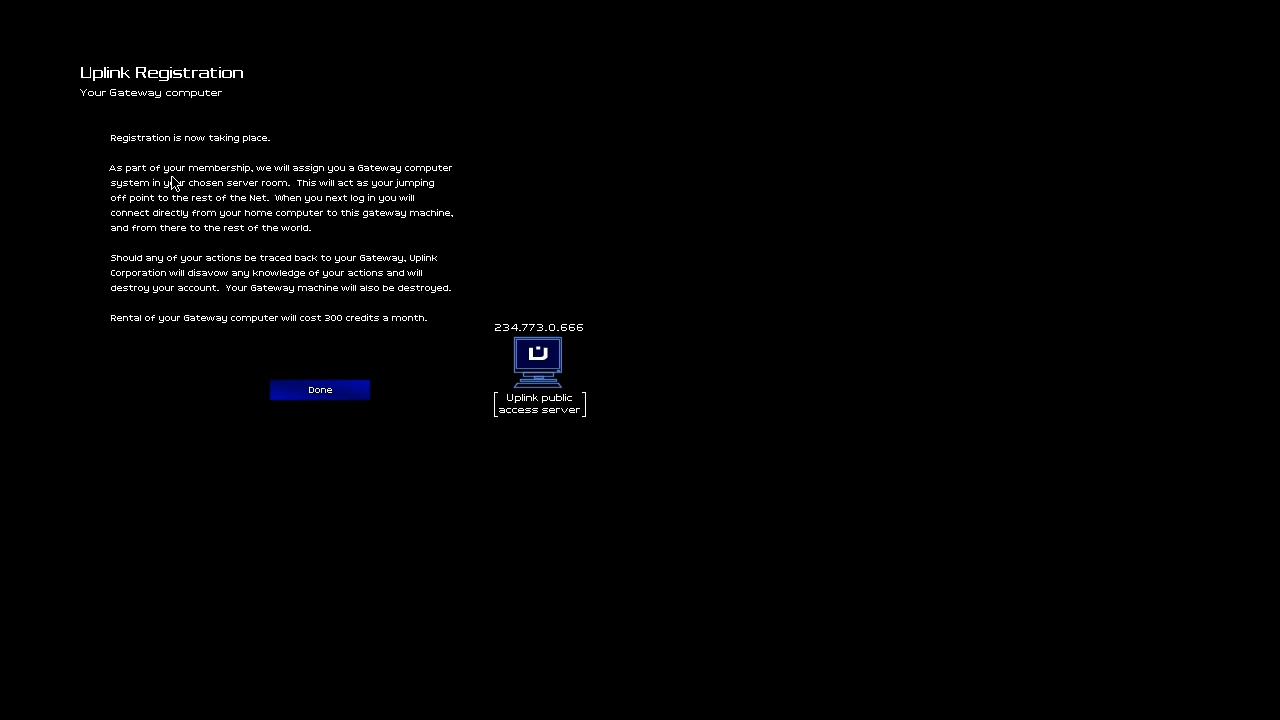 Uplink Registration
Your Gateway computer
Registration is now taking place.
As part of your membership, we will assign you a Gateway computer
system in your chosen server room.  This will act as your jumping
off point to the rest of the Net.  When you next log in you will
connect directly from your home computer to this gateway machine,
and from there to the rest of the world.
Should any of your actions be traced back to your Gateway, Uplink
Corporation will disavow any knowledge of your actions and will
destroy your account.  Your Gateway machine will also be destroyed.
Rental of your Gateway computer will cost 300 credits a month.
234.773.0.666
Done
Uplink public
access server